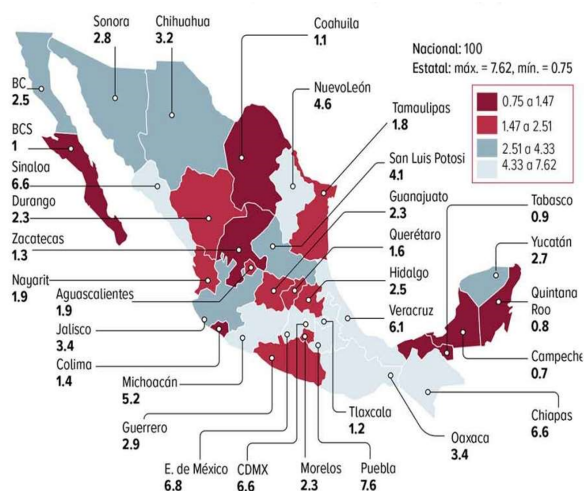 Sonora
2.8
Chihuahua
3.2
Coahuila
1.1
Nacional: 100
Estatal: máx. = 7.62, mín. = 0.75
0.75 a 1.47
1.47 a 2.51
2.51 a 4.33
4.33 a 7.62
BC
2.5
NuevoLeón
4.6
Tamaulipas
1.8
BCS
1
San Luis Potosi
4.1
Sinaloa
6.6
Guanajuato
2.3
Tabasco
0.9
Durango
2.3
Querétaro
1.6
Yucatán
2.7
Zacatecas
1.3
Hidalgo
2.5
Quintana
Roo
0.8
Nayarit
1.9
Aguascalientes
1.9
Veracruz
6.1
Jalisco
3.4
Campeche
0.7
Colima
1.4
Michoacán
5.2
Tlaxcala
1.2
Chiapas
6.6
Guerrero
2.9
Oaxaca
3.4
E. de México
6.8
CDMX
6.6
Morelos
2.3
Puebla
7.6